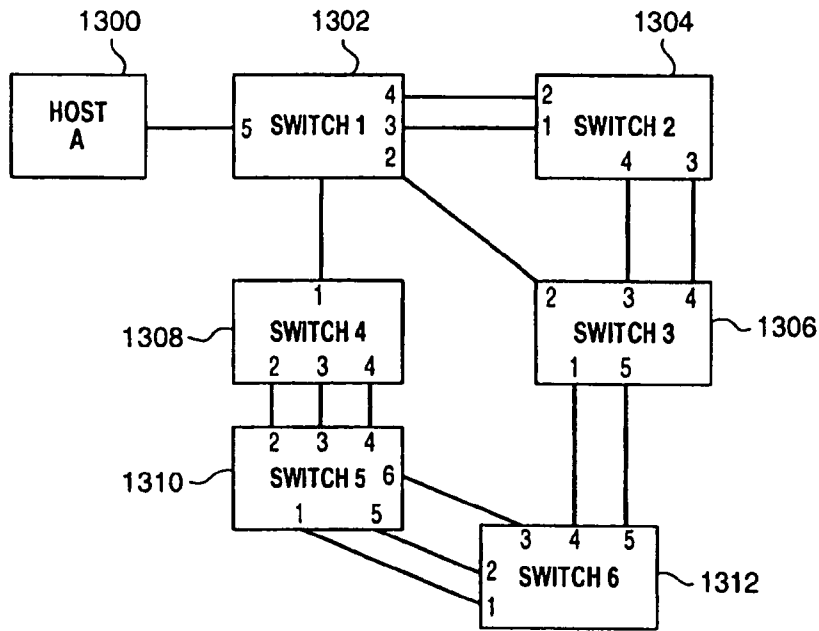 1300 1302 1304
HOST A
5 SWITCH 1 4 3 2
2 1 SWITCH 2 4 3
1308
1
SWITCH 4
2 3 4
2 3 4
SWITCH 3
1 5
1306
1310
2 3 4
SWITCH 5 6
1 5
3 4 5
2 SWITCH 6
1
1312